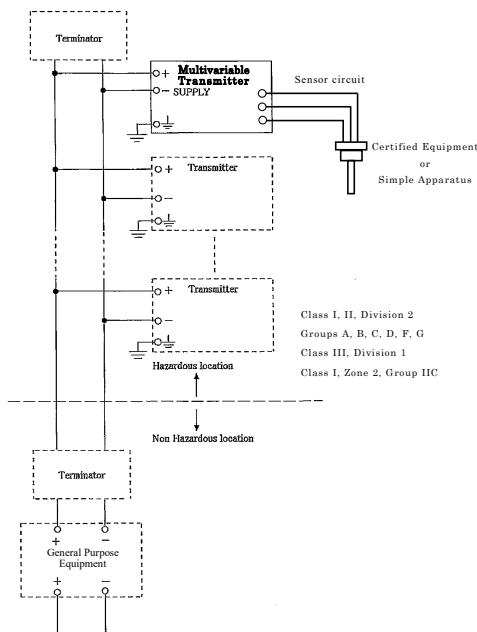 Terminator
+ Multivariable
Transmitter
− SUPPLY
Sensor circuit
Certified Equipment
or
Simple Apparatus
+ Transmitter
−
+ Transmitter
−
Class I, II, Division 2
Groups A, B, C, D, F, G
Class III, Division 1
Class I, Zone 2, Group IIC
Hazardous location
Non Hazardous location
Terminator
+ −
General Purpose
Equipment
+ −